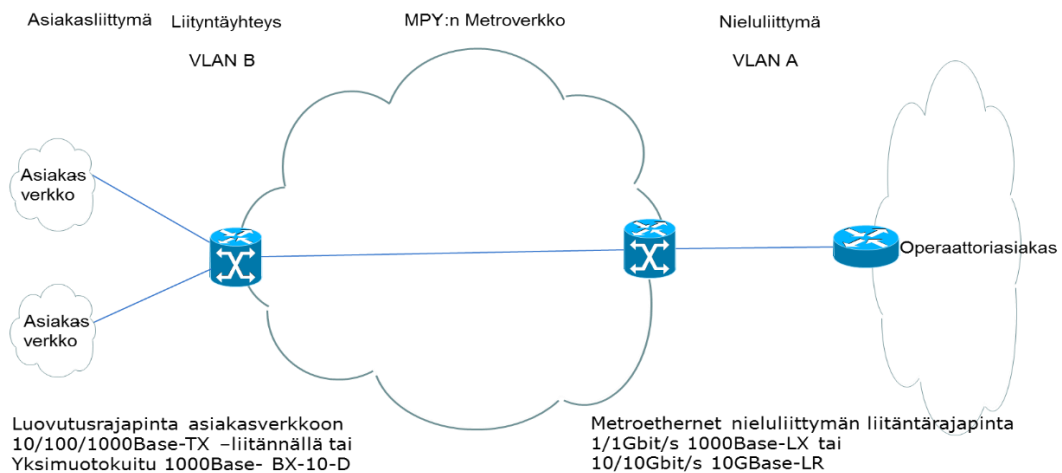 Asiakasliittymä Liityntäyhteys MPY:n Metroverkko Nieluliittymä
VLAN B VLAN A
Asiakas
verkko
Operaattoriasiakas
Asiakas
verkko
Luovutusrajapinta asiakasverkkoon
10/100/1000Base-TX –liitännällä tai
Yksimuotokuitu 1000Base- BX-10-D
Metroethernet nieluliittymän liitäntärajapinta
1/1Gbit/s 1000Base-LX tai
10/10Gbit/s 10GBase-LR